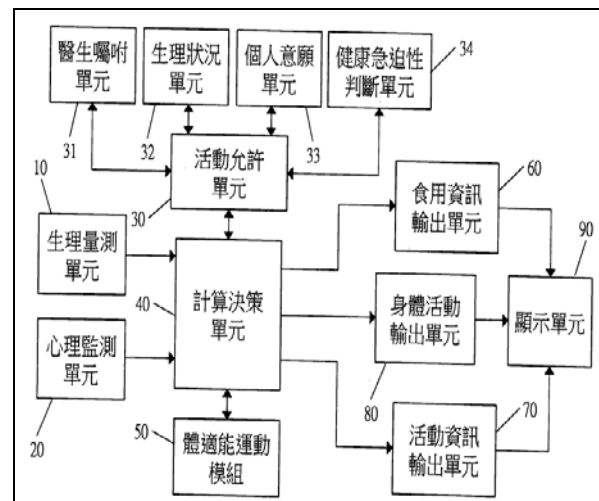 醫生囑咐
單元
生理狀況
單元
個人意願
單元
健康急迫性
判斷單元
34
31
32
33
活動允許
單元
30
10
生理量測
單元
心理監測
單元
20
計算決策
單元
40
體適能運動
模組
50
食用資訊
輸出單元
60
身體活動
輸出單元
80
活動資訊
輸出單元
70
顯示單元
90